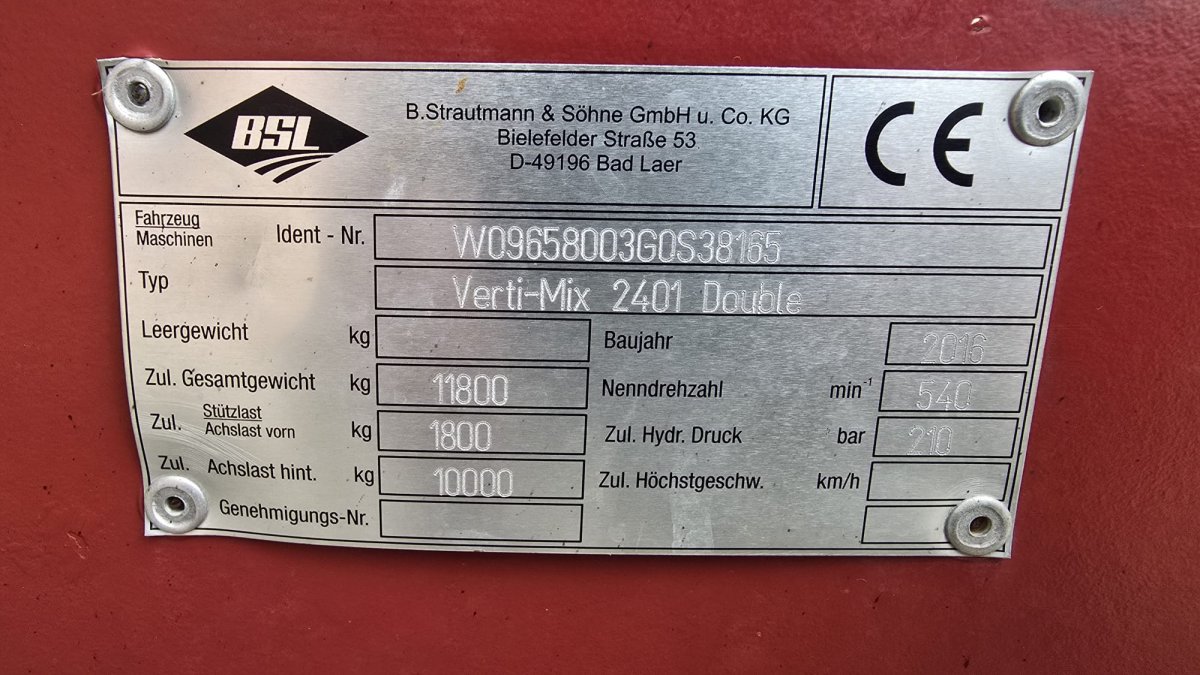 BSL
B.Strautmann & Söhne GmbH u. Co. KG
Bielefelder Straße 53
D-49196 Bad Laer
CE
Fahrzeug
Maschinen Ident - Nr. W09658003G0S38165
Typ Verti-Mix 2401 Double
Leergewicht kg Baujahr 2016
Zul. Gesamtgewicht kg 11800 Nenndrehzahl min-1 540
Zul. Stützlast
Achslast vorn kg 1800 Zul. Hydr. Druck bar 210
Zul. Achslast hint. kg 10000 Zul. Höchstgeschw. km/h
Genehmigungs-Nr.